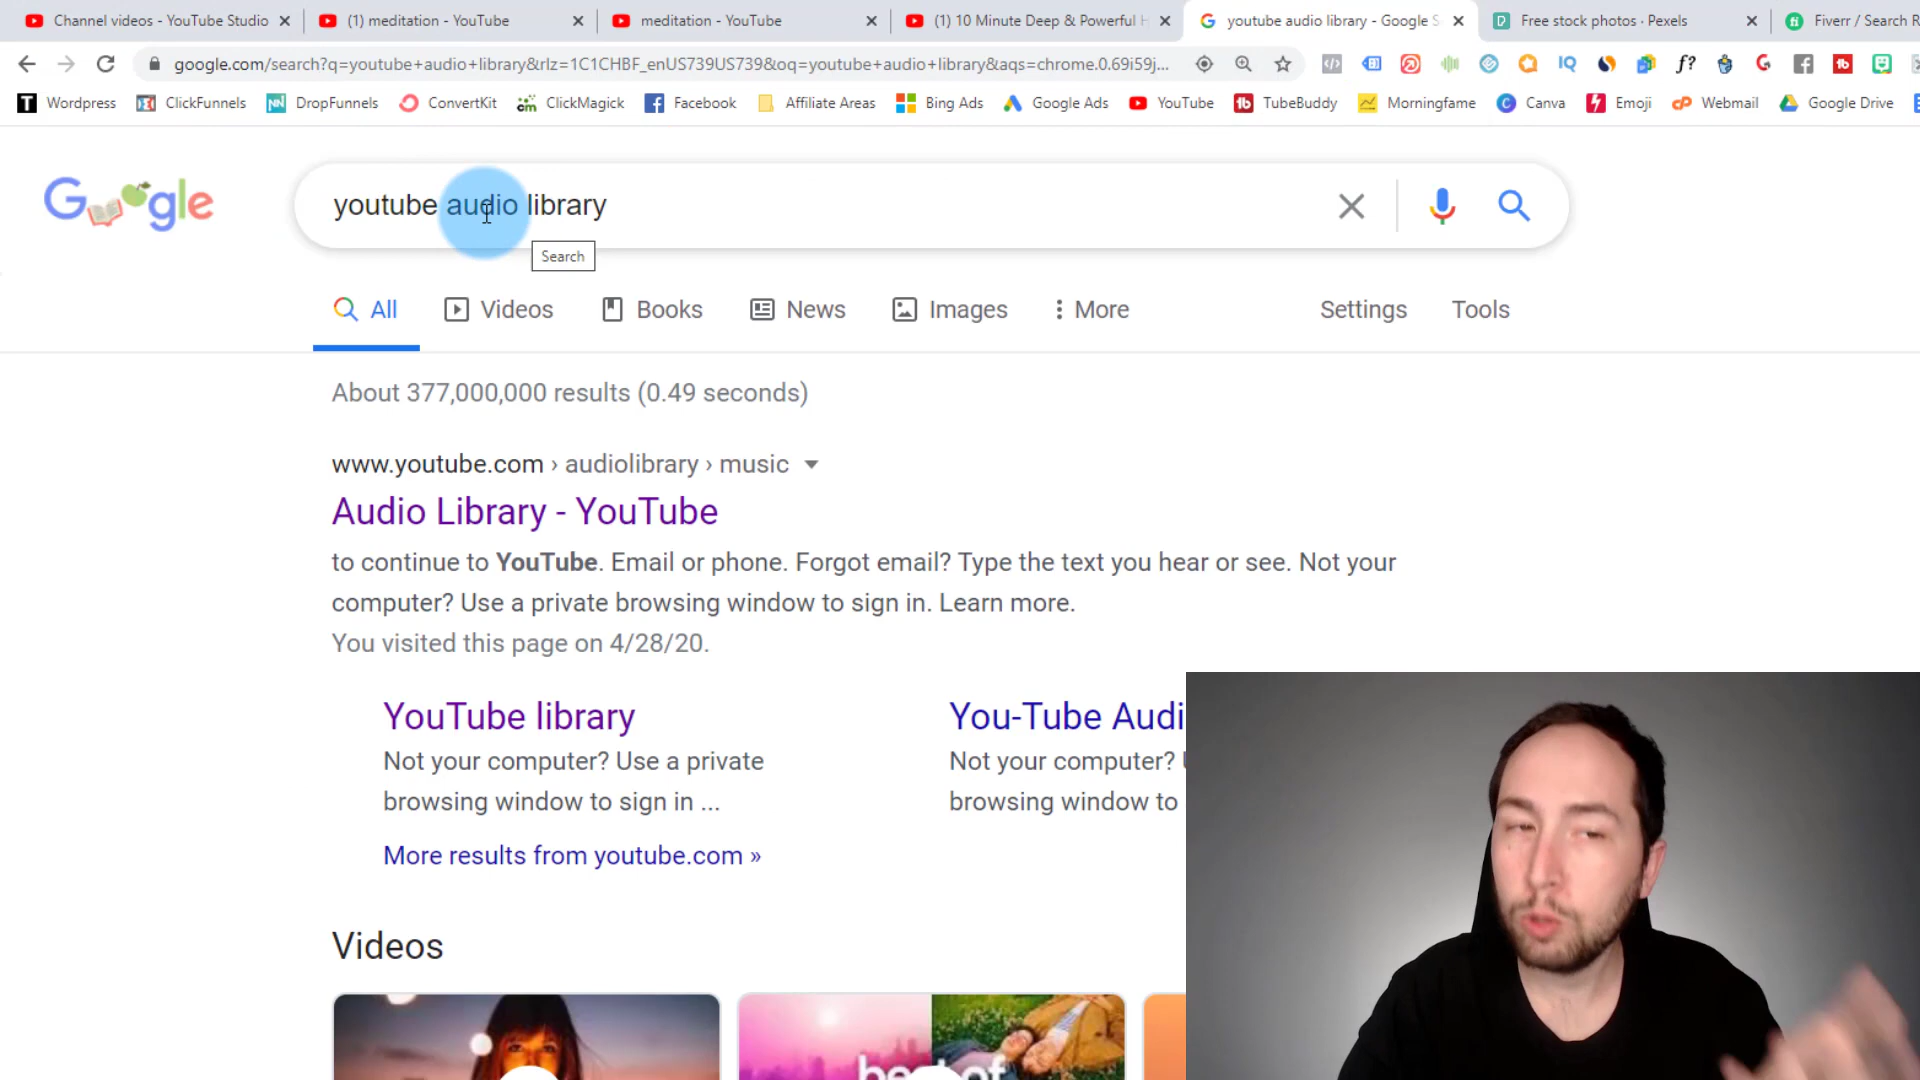 Channel videos - YouTube Studio
(1) meditation - YouTube
meditation - YouTube
(1) 10 Minute Deep & Powerful H
youtube audio library - Google S
Free stock photos · Pexels
Fiverr / Search R
google.com/search?q=youtube+audio+library&rlz=1C1CHBF_enUS739US739&oq=youtube+audio+library&aqs=chrome.0.69i59j...
Wordpress
ClickFunnels
DropFunnels
ConvertKit
ClickMagick
Facebook
Affiliate Areas
Bing Ads
Google Ads
YouTube
TubeBuddy
Morningfame
Canva
Emoji
Webmail
Google Drive
Google
youtube audio library
Search
All
Videos
Books
News
Images
More
Settings
Tools
About 377,000,000 results (0.49 seconds)
www.youtube.com › audiolibrary › music
Audio Library - YouTube
to continue to YouTube. Email or phone. Forgot email? Type the text you hear or see. Not your
computer? Use a private browsing window to sign in. Learn more.
You visited this page on 4/28/20.
YouTube library
Not your computer? Use a private
browsing window to sign in ...
You-Tube Audi
Not your computer?
browsing window to
More results from youtube.com »
Videos
best of